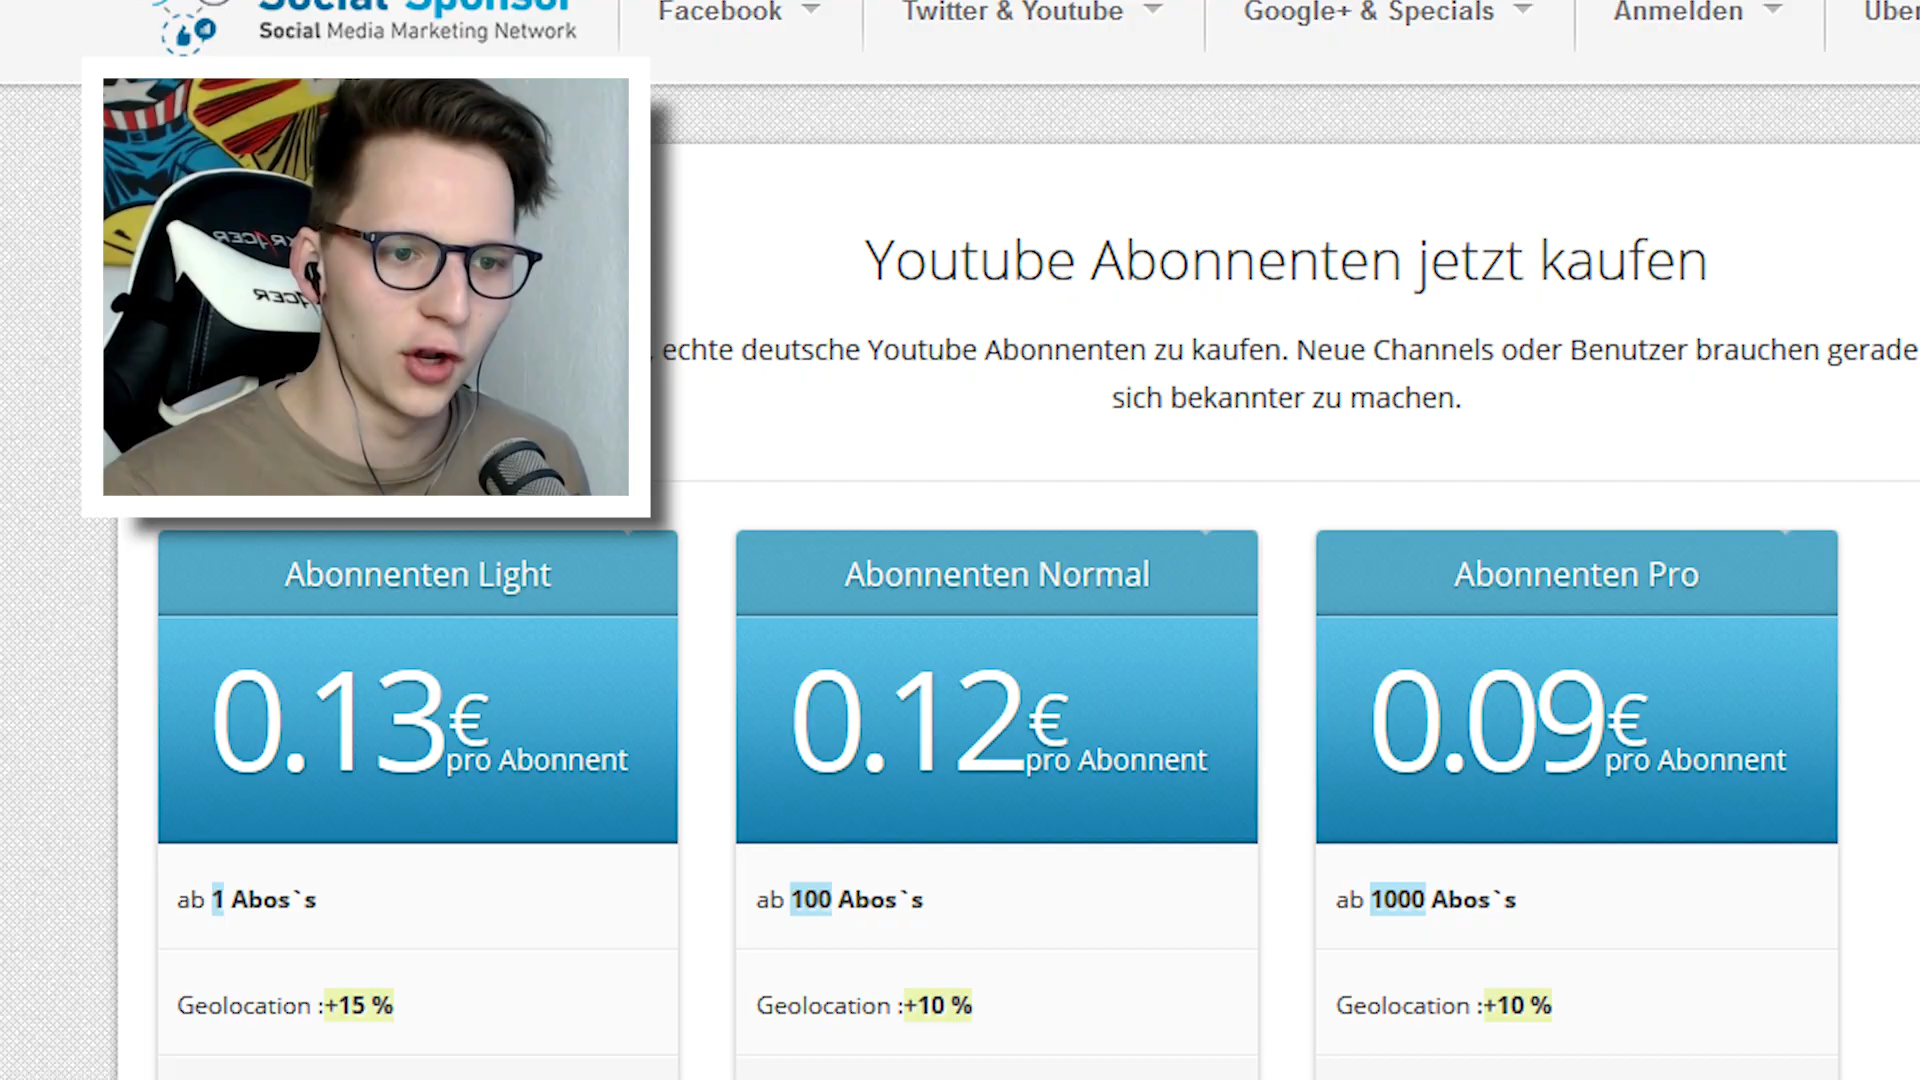 Social Sponsor
Social Media Marketing Network
Facebook
Twitter & Youtube
Google+ & Specials
Anmelden
Über
Youtube Abonnenten jetzt kaufen
, echte deutsche Youtube Abonnenten zu kaufen. Neue Channels oder Benutzer brauchen gerade
sich bekannter zu machen.
Abonnenten Light
0.13€
pro Abonnent
ab 1 Abos`s
Geolocation :+15 %
Abonnenten Normal
0.12€
pro Abonnent
ab 100 Abos`s
Geolocation :+10 %
Abonnenten Pro
0.09€
pro Abonnent
ab 1000 Abos`s
Geolocation :+10 %